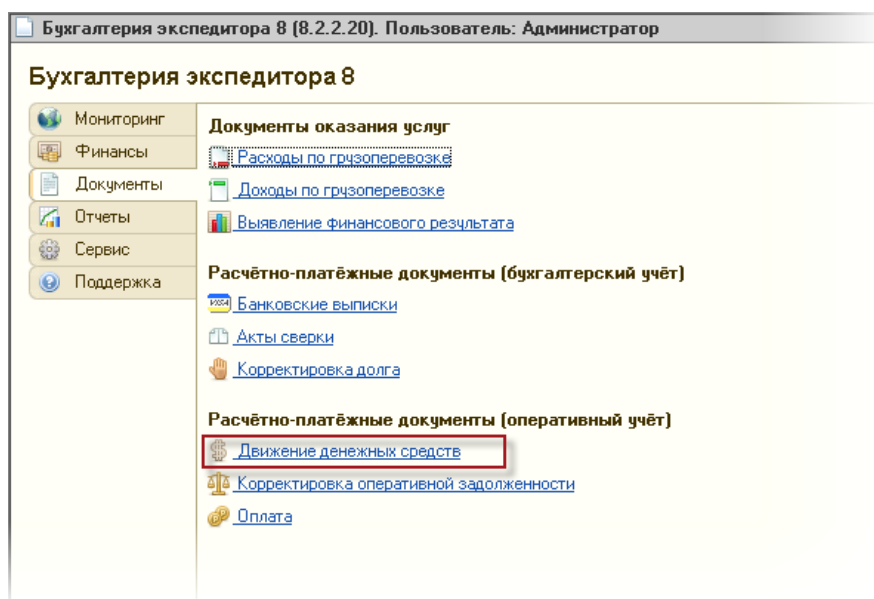 Бухгалтерия экспедитора 8 (8.2.2.20). Пользователь: Администратор
Бухгалтерия экспедитора 8
Мониторинг
Финансы
Документы
Отчеты
Сервис
Поддержка
Документы оказания услуг
Расходы по грузоперевозке
Доходы по грузоперевозке
Выявление финансового результата
Расчётно-платёжные документы (бухгалтерский учёт)
Банковские выписки
Акты сверки
Корректировка долга
Расчётно-платёжные документы (оперативный учёт)
Движение денежных средств
Корректировка оперативной задолженности
Оплата